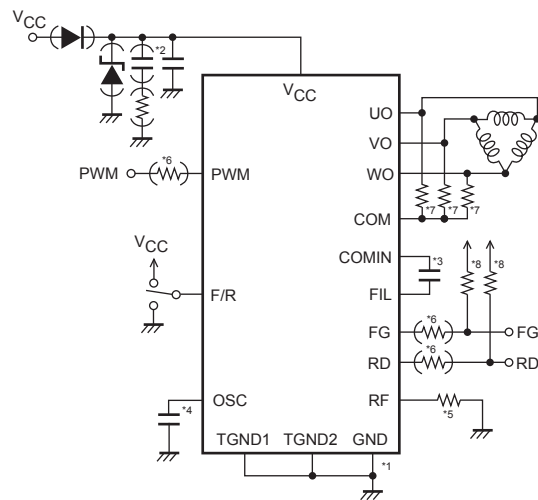 VCC
*2
VCC
UO
VO
WO
*7 *7 *7
COM
PWM
*6
PWM
COMIN
*3
*8 *8
VCC
F/R
FIL
FG
*6
FG
RD
*6
RD
OSC
*4
RF
*5
TGND1 TGND2 GND
*1